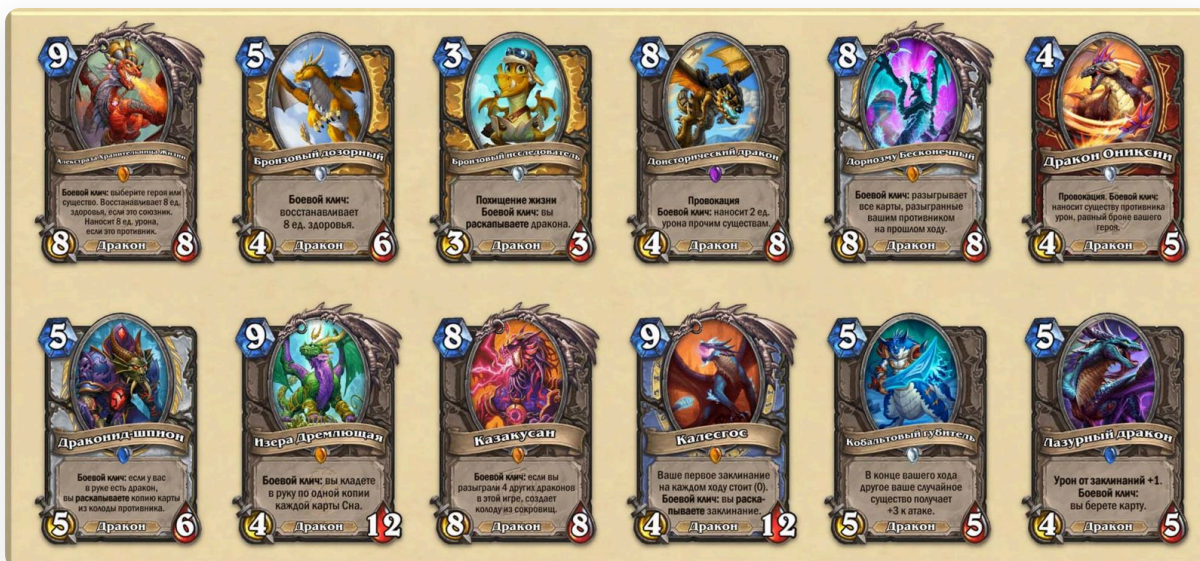 9
Алекстраза Хранительница Жизни
Боевой клич: выберите героя или
существо. Восстанавливает 8 ед.
здоровья, если это союзник.
Наносит 8 ед. урона,
если это противник.
8
Дракон
8
5
Бронзовый дозорный
Боевой клич:
восстанавливает
8 ед. здоровья.
4
Дракон
6
3
Бронзовый исследователь
Похищение жизни
Боевой клич: вы
раскапываете дракона.
3
Дракон
3
8
Доисторический дракон
Провокация
Боевой клич: наносит 2 ед.
урона прочим существам.
4
Дракон
8
8
Дорнозму Бесконечный
Боевой клич: разыгрывает
все карты, разыгранные
вашим противником
на прошлом ходу.
8
Дракон
8
4
Дракон Ониксии
Провокация. Боевой клич:
наносит существу противника
урон, равный броне вашего
героя.
4
Дракон
5
5
Драконид-шпион
Боевой клич: если у вас
в руке есть дракон,
вы раскапываете копию карты
из колоды противника.
5
Дракон
6
9
Изера Дремлющая
Боевой клич: вы кладете
в руку по одной копии
каждой карты Сна.
4
Дракон
12
8
Казакусан
Боевой клич: если вы
разыграли 4 других драконов
в этой игре, создает
колоду из сокровищ.
8
Дракон
8
9
Калесгос
Ваше первое заклинание
на каждом ходу стоит (0).
Боевой клич: вы раска-
пываете заклинание.
4
Дракон
12
5
Кобальтовый губитель
В конце вашего хода
другое ваше случайное
существо получает
+3 к атаке.
5
Дракон
5
5
Лазурный дракон
Урон от заклинаний +1.
Боевой клич:
вы берете карту.
4
Дракон
5